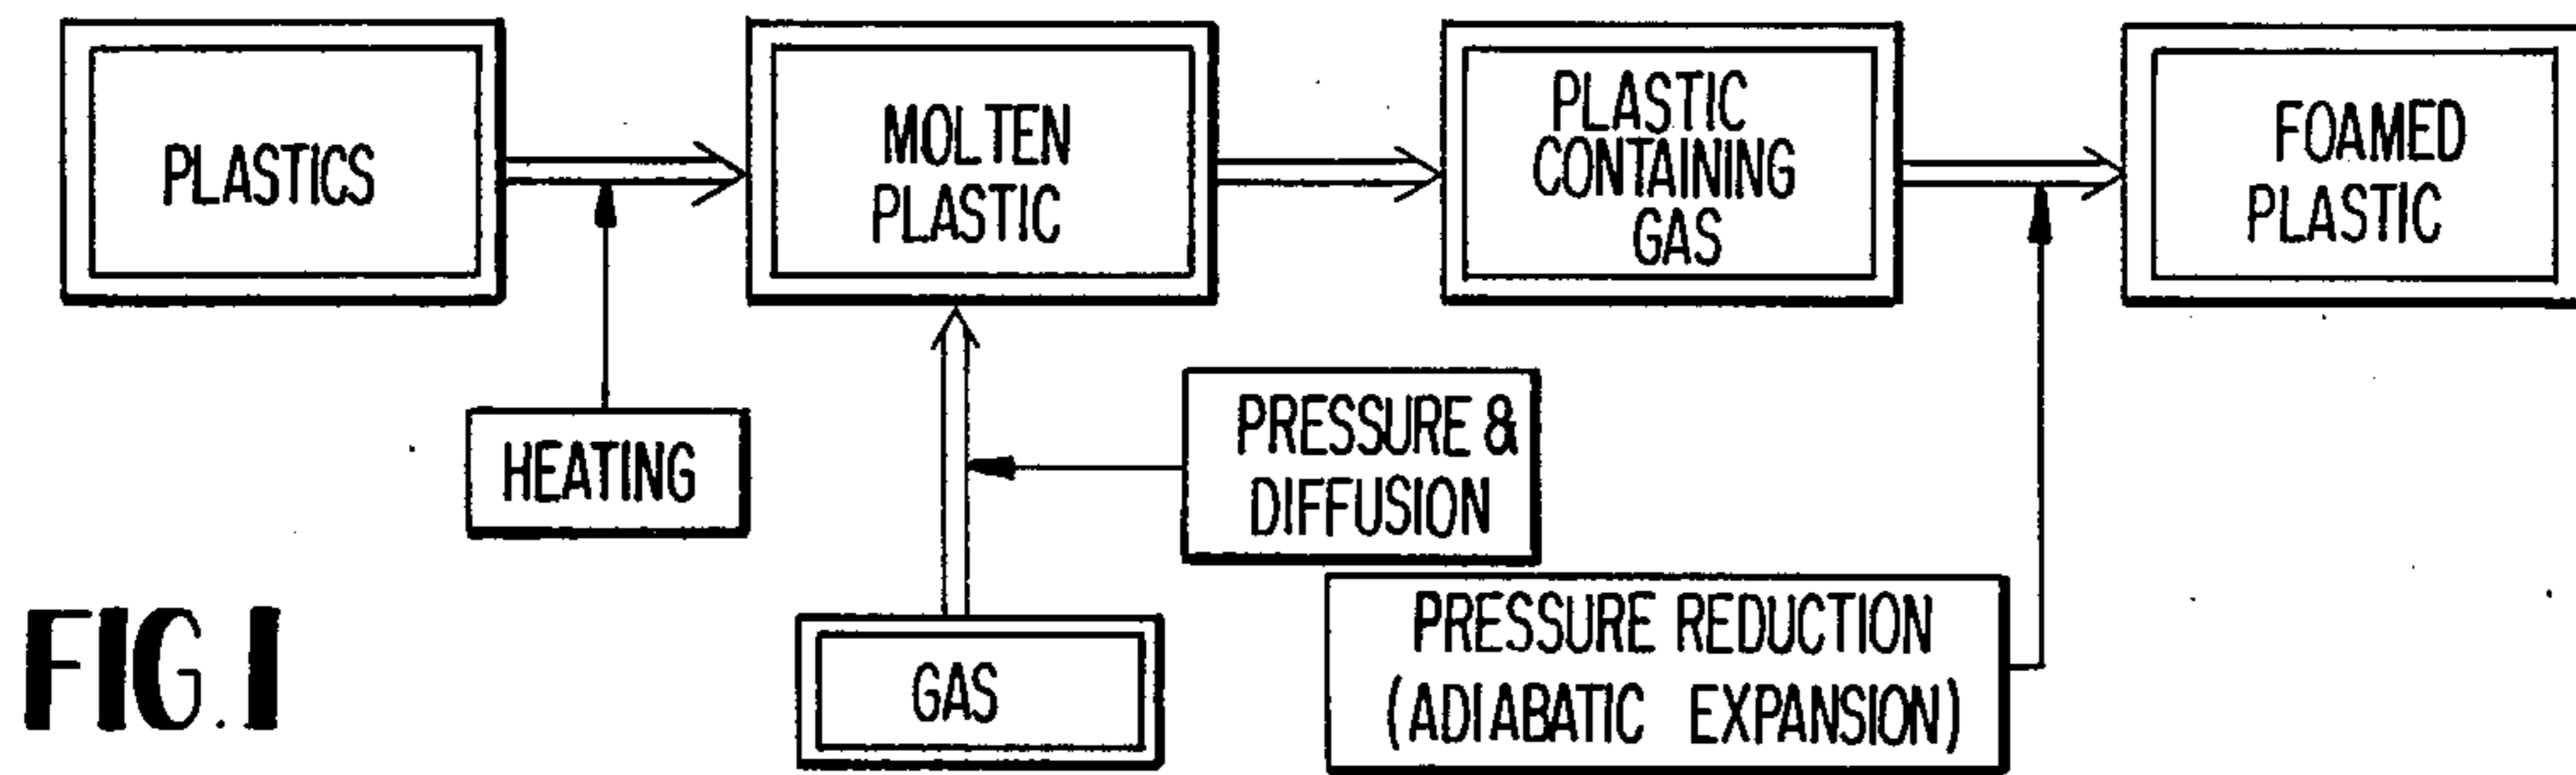 PLASTICS
MOLTEN
PLASTIC
PLASTIC
CONTAINING
GAS
FOAMED
PLASTIC
HEATING
PRESSURE &
DIFFUSION
GAS
PRESSURE REDUCTION
(ADIABATIC EXPANSION)
FIG. 1